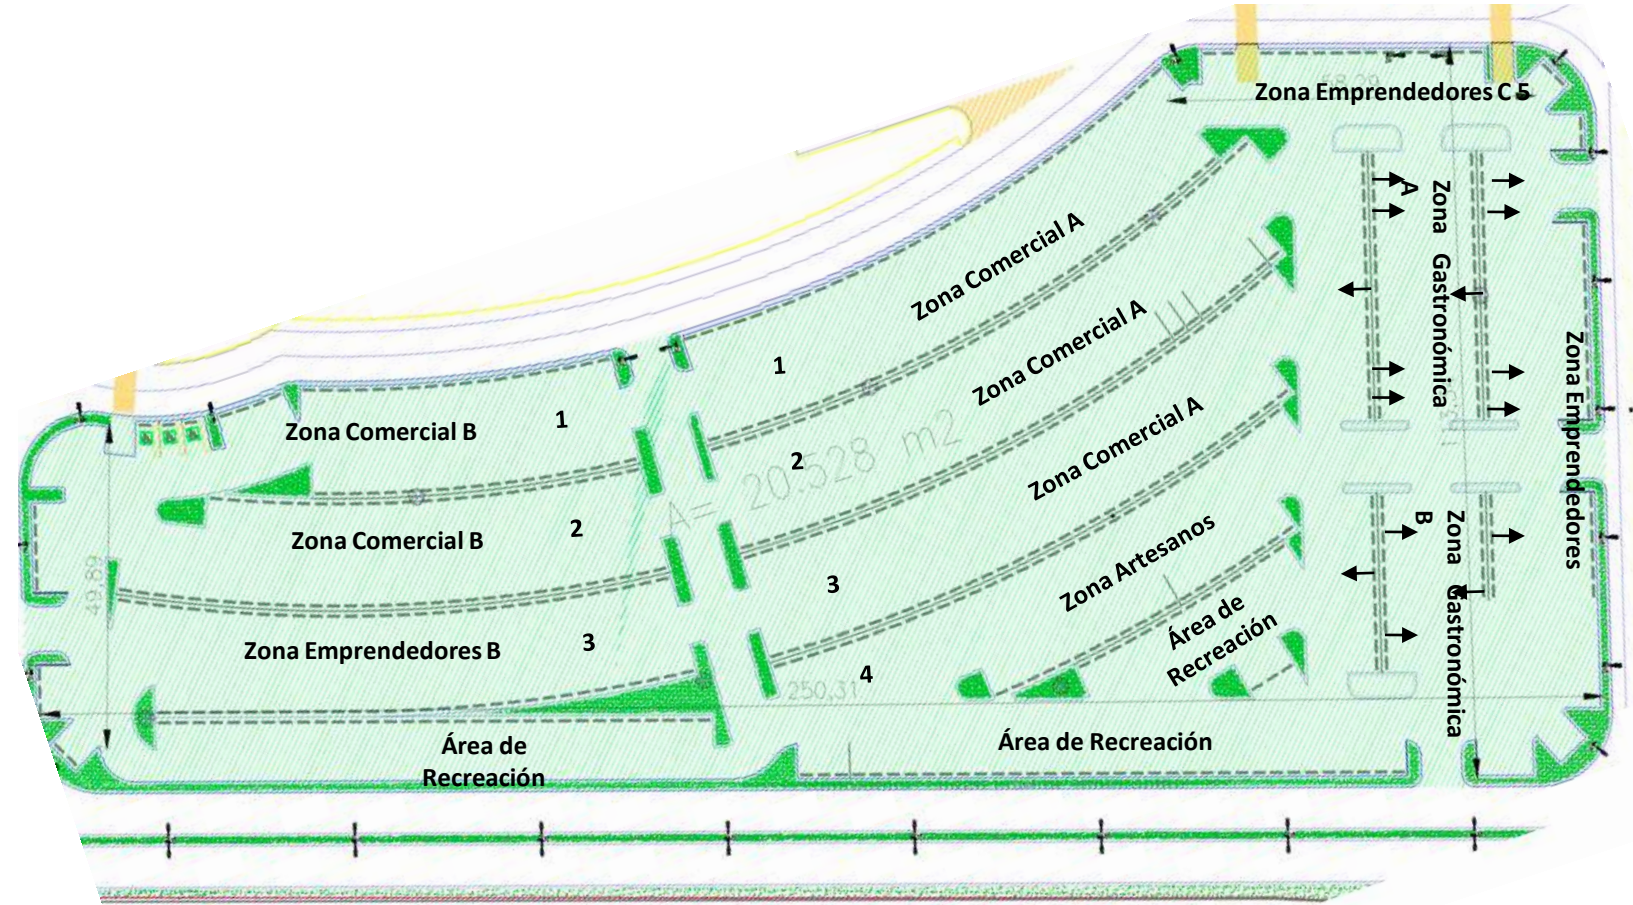 58,29
Zona Emprendedores C 5
Zona Comercial A
1
Zona Gastronómica
A
Zona Comercial A
2
Zona Comercial B
1
Zona Comercial A
3
A= 20.528 m2
Zona Emprendedores
Zona Comercial B
2
Zona Artesanos
4
Zona Gastronómica
B
49,89
Zona Emprendedores B
3
Área de
Recreación
250,31
Área de
Recreación
Área de Recreación